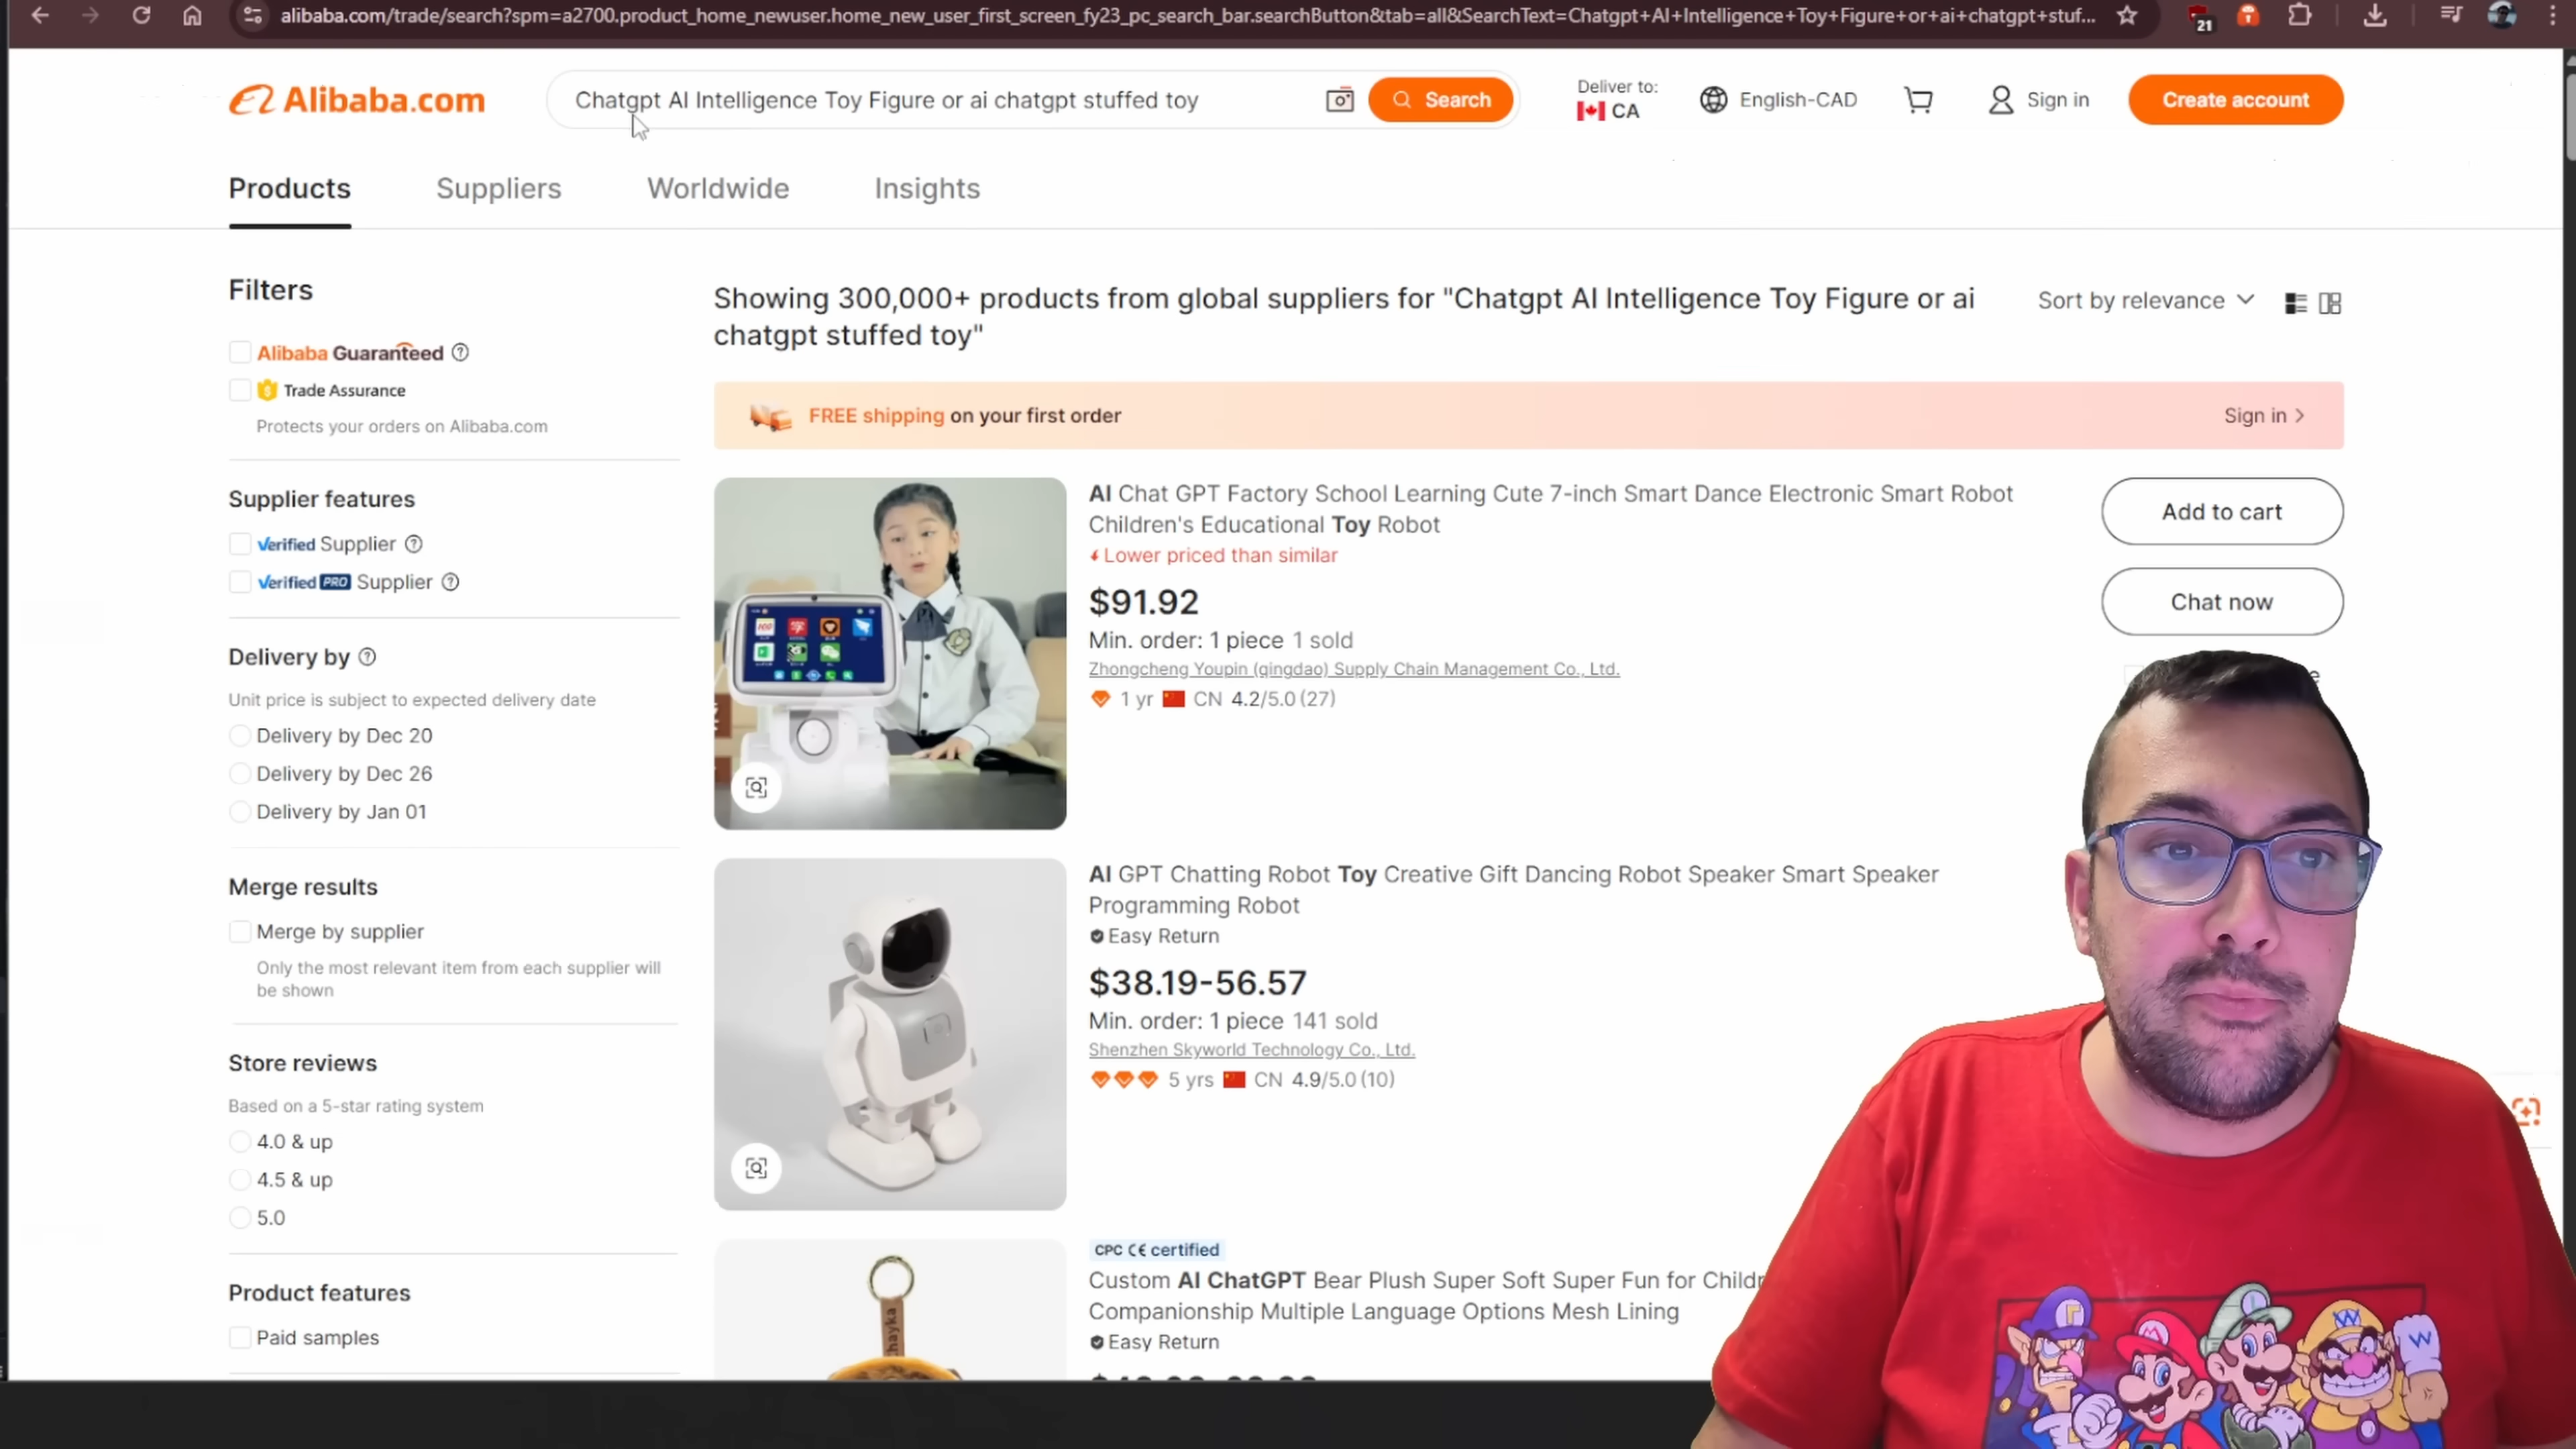 alibaba.com/trade/search?spm=a2700.product_home_newuser.home_new_user_first_screen_fy23_pc_search_bar.searchButton&tab=all&SearchText=Chatgpt+AI+Intelligence+Toy+Figure+or+ai+chatgpt+stuf...
21
Alibaba.com
Chatgpt AI Intelligence Toy Figure or ai chatgpt stuffed toy
Search
Deliver to:
CA
English-CAD
Sign in
Create account
Products
Suppliers
Worldwide
Insights
Filters
Alibaba Guaranteed
Trade Assurance
Protects your orders on Alibaba.com
Supplier features
Verified Supplier
Verified PRO Supplier
Delivery by
Unit price is subject to expected delivery date
Delivery by Dec 20
Delivery by Dec 26
Delivery by Jan 01
Merge results
Merge by supplier
Only the most relevant item from each supplier will
be shown
Store reviews
Based on a 5-star rating system
4.0 & up
4.5 & up
5.0
Product features
Paid samples
Showing 300,000+ products from global suppliers for "Chatgpt AI Intelligence Toy Figure or ai
chatgpt stuffed toy"
Sort by relevance
FREE shipping on your first order
Sign in >
AI Chat GPT Factory School Learning Cute 7-inch Smart Dance Electronic Smart Robot
Children's Educational Toy Robot
Lower priced than similar
$91.92
Min. order: 1 piece 1 sold
Zhongcheng Youpin (qingdao) Supply Chain Management Co., Ltd.
1 yr CN 4.2/5.0 (27)
Add to cart
Chat now
AI GPT Chatting Robot Toy Creative Gift Dancing Robot Speaker Smart Speaker
Programming Robot
Easy Return
$38.19-56.57
Min. order: 1 piece 141 sold
Shenzhen Skyworld Technology Co., Ltd.
5 yrs CN 4.9/5.0 (10)
CPC CE certified
Custom AI ChatGPT Bear Plush Super Soft Super Fun for
Companionship Multiple Language Options Mesh Lining
Easy Return
M
L
W
W